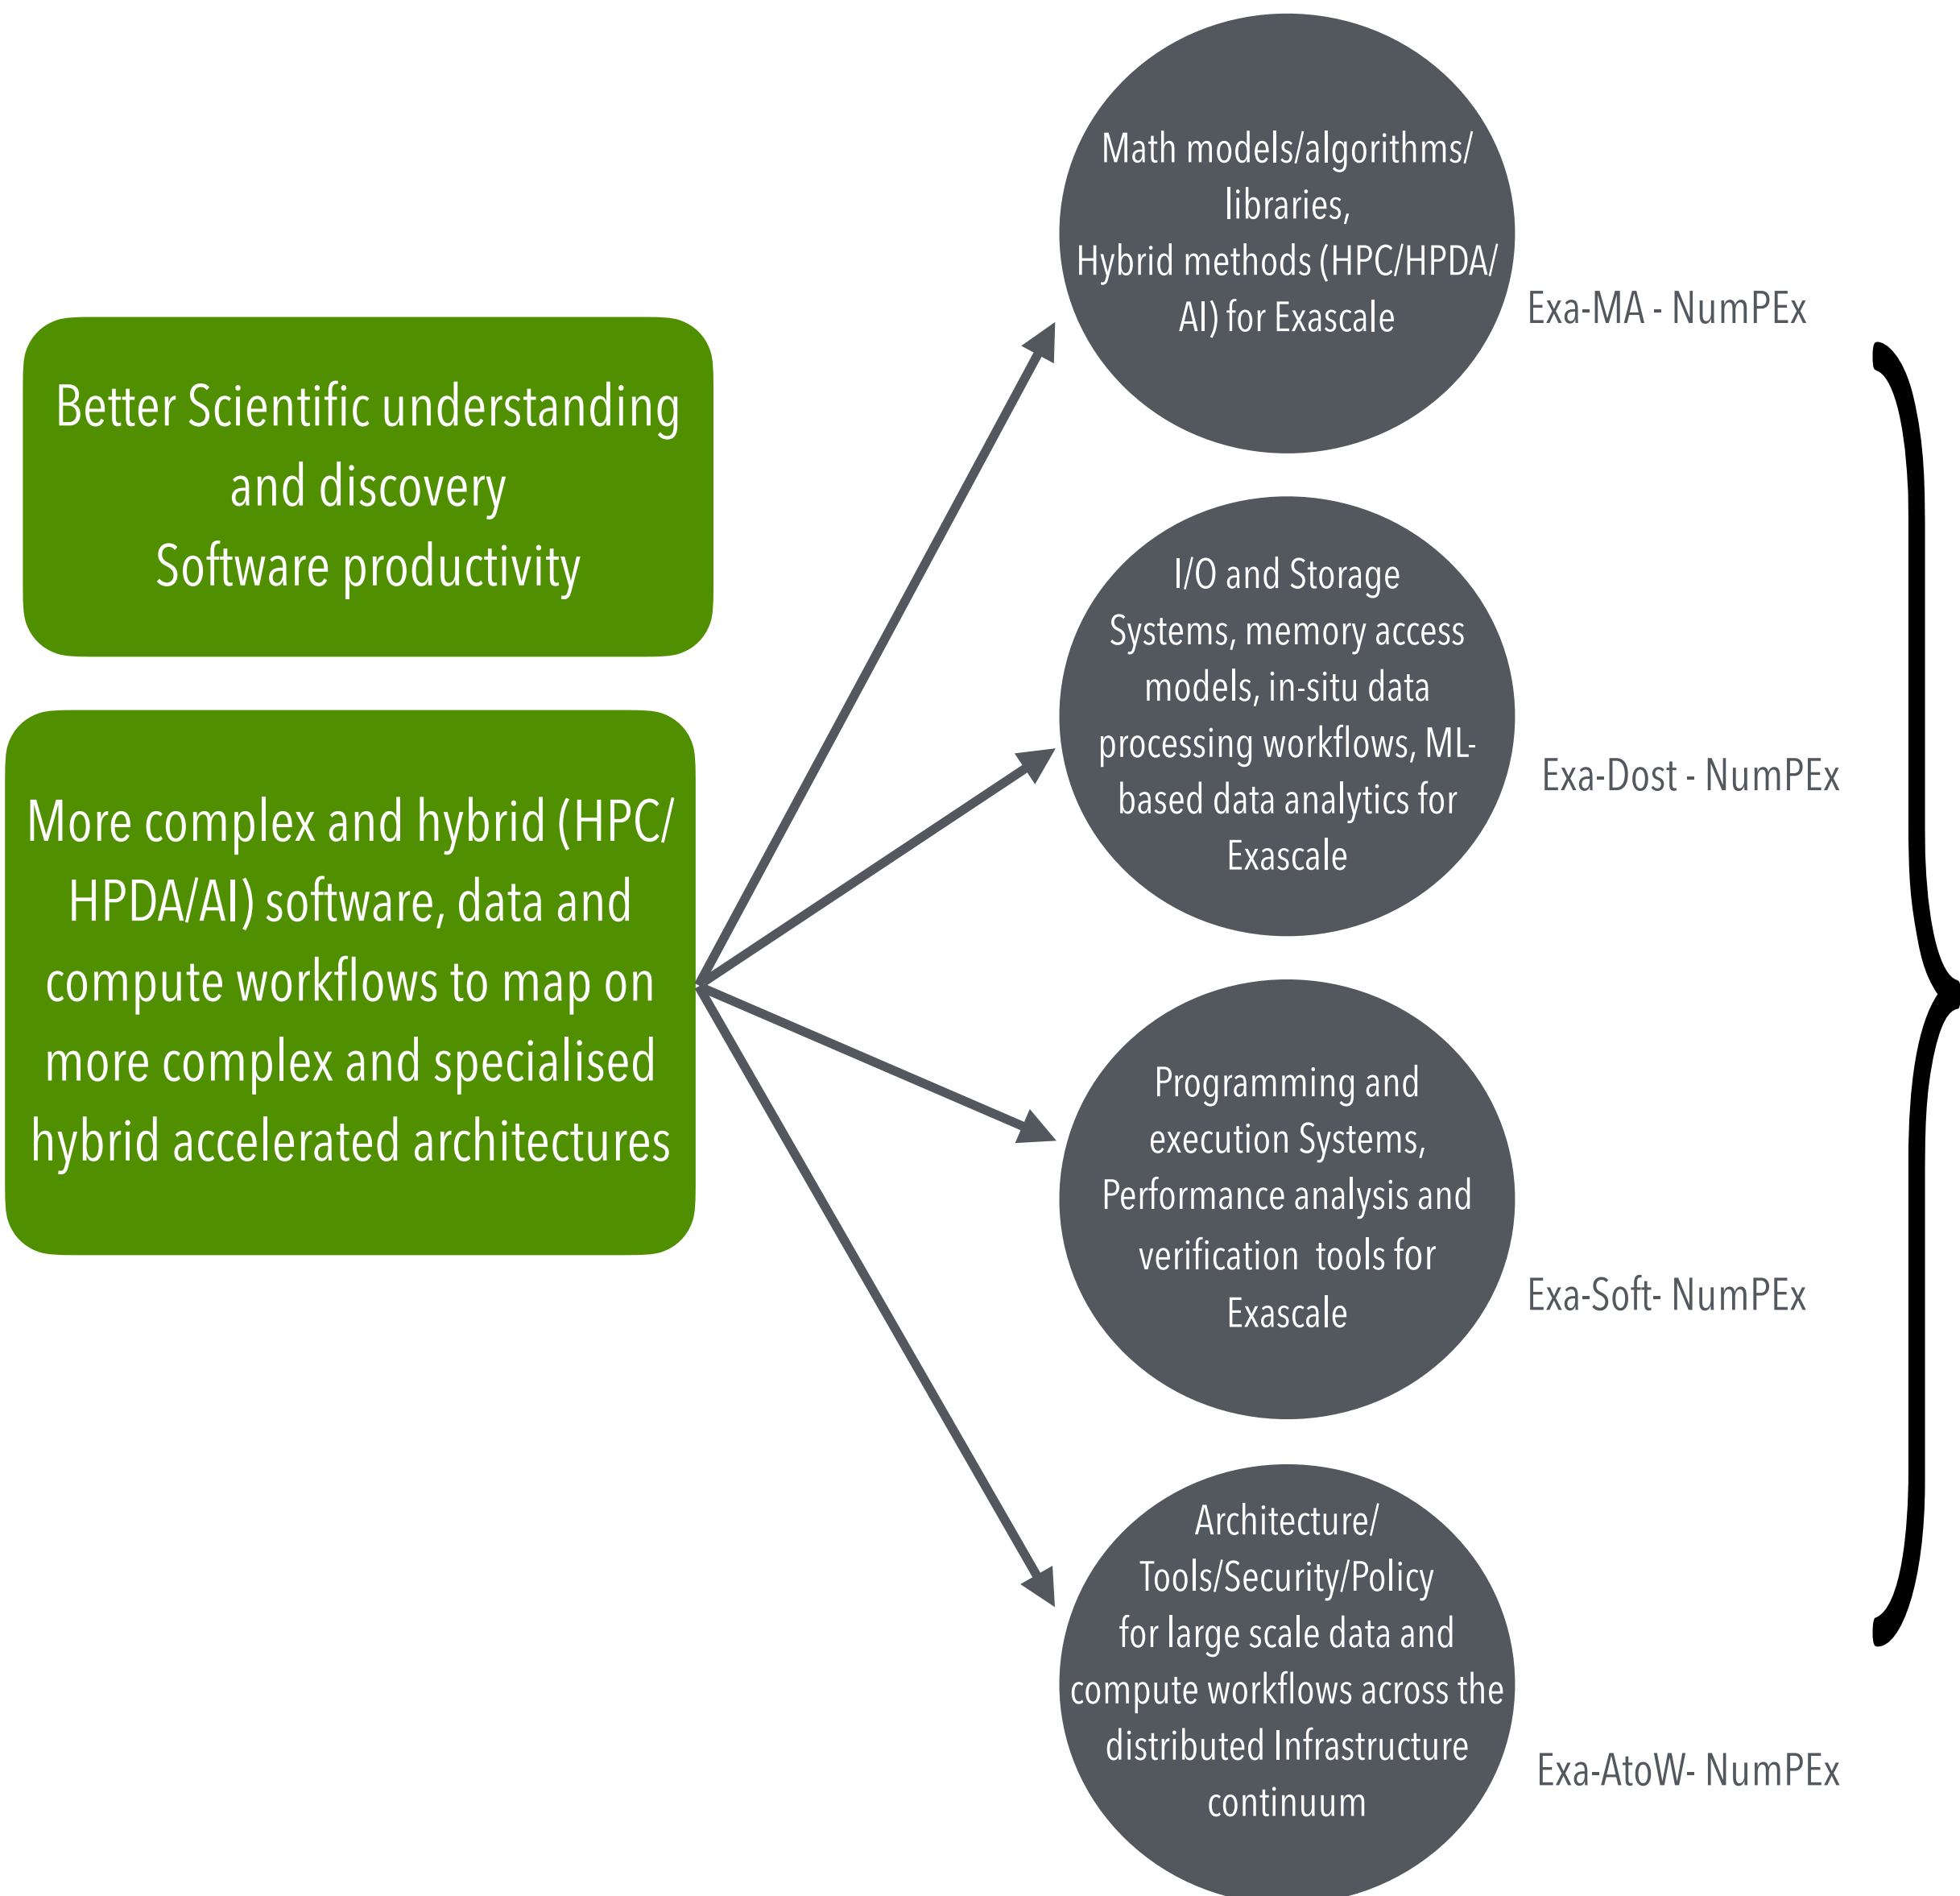 Better Scientific understanding
and discovery
Software productivity
More complex and hybrid (HPC/
HPDA/AI) software, data and
compute workflows to map on
more complex and specialised
hybrid accelerated architectures
Math models/algorithms/
libraries,
Hybrid methods (HPC/HPDA/
AI) for Exascale
Exa-MA - NumPEx
I/O and Storage
Systems, memory access
models, in-situ data
processing workflows, ML-
based data analytics for
Exascale
Exa-Dost - NumPEx
Programming and
execution Systems,
Performance analysis and
verification  tools for
Exascale
Exa-Soft- NumPEx
Architecture/
Tools/Security/Policy
for large scale data and
compute workflows across the
distributed Infrastructure
continuum
Exa-AtoW- NumPEx